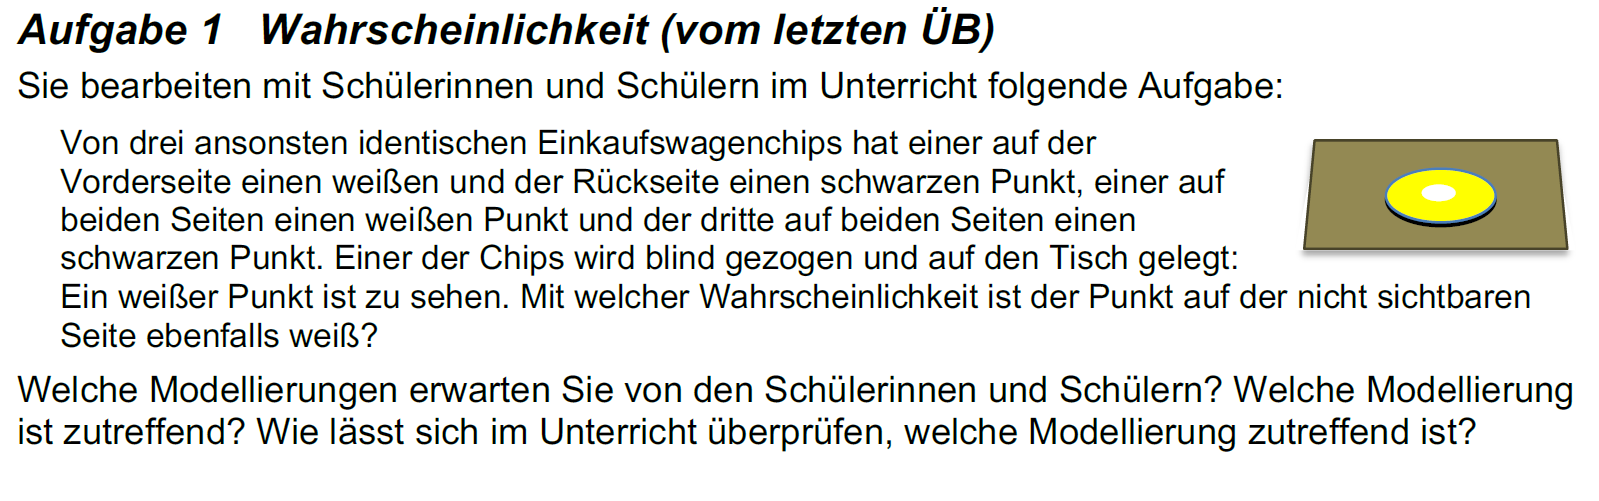 Aufgabe 1 Wahrscheinlichkeit (vom letzten ÜB)
Sie bearbeiten mit Schülerinnen und Schülern im Unterricht folgende Aufgabe:
Von drei ansonsten identischen Einkaufswagenchips hat einer auf der
Vorderseite einen weißen und der Rückseite einen schwarzen Punkt, einer auf
beiden Seiten einen weißen Punkt und der dritte auf beiden Seiten einen
schwarzen Punkt. Einer der Chips wird blind gezogen und auf den Tisch gelegt:
Ein weißer Punkt ist zu sehen. Mit welcher Wahrscheinlichkeit ist der Punkt auf der nicht sichtbaren
Seite ebenfalls weiß?
Welche Modellierungen erwarten Sie von den Schülerinnen und Schülern? Welche Modellierung
ist zutreffend? Wie lässt sich im Unterricht überprüfen, welche Modellierung zutreffend ist?